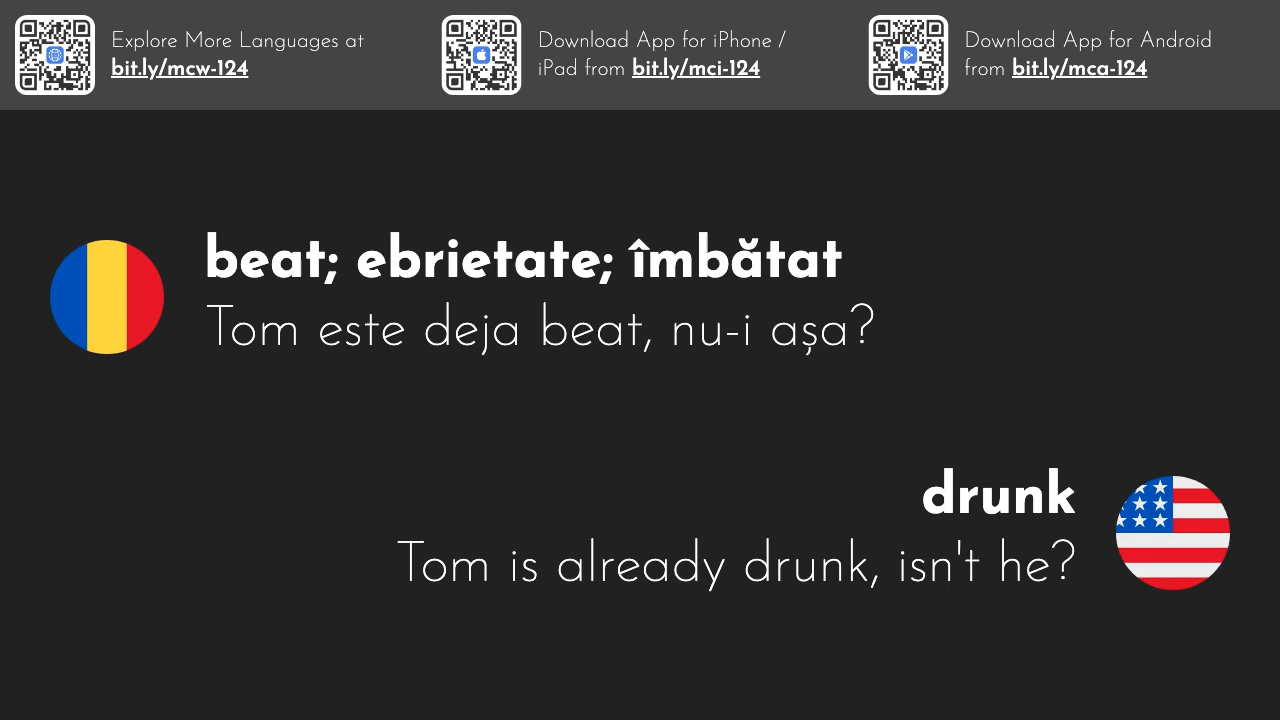 Explore More Languages at
bit.ly/mcw-124
Download App for iPhone /
iPad from bit.ly/mci-124
Download App for Android
from bit.ly/mca-124
beat; ebrietate; îmbătat
Tom este deja beat, nu-i așa?
drunk
Tom is already drunk, isn't he?